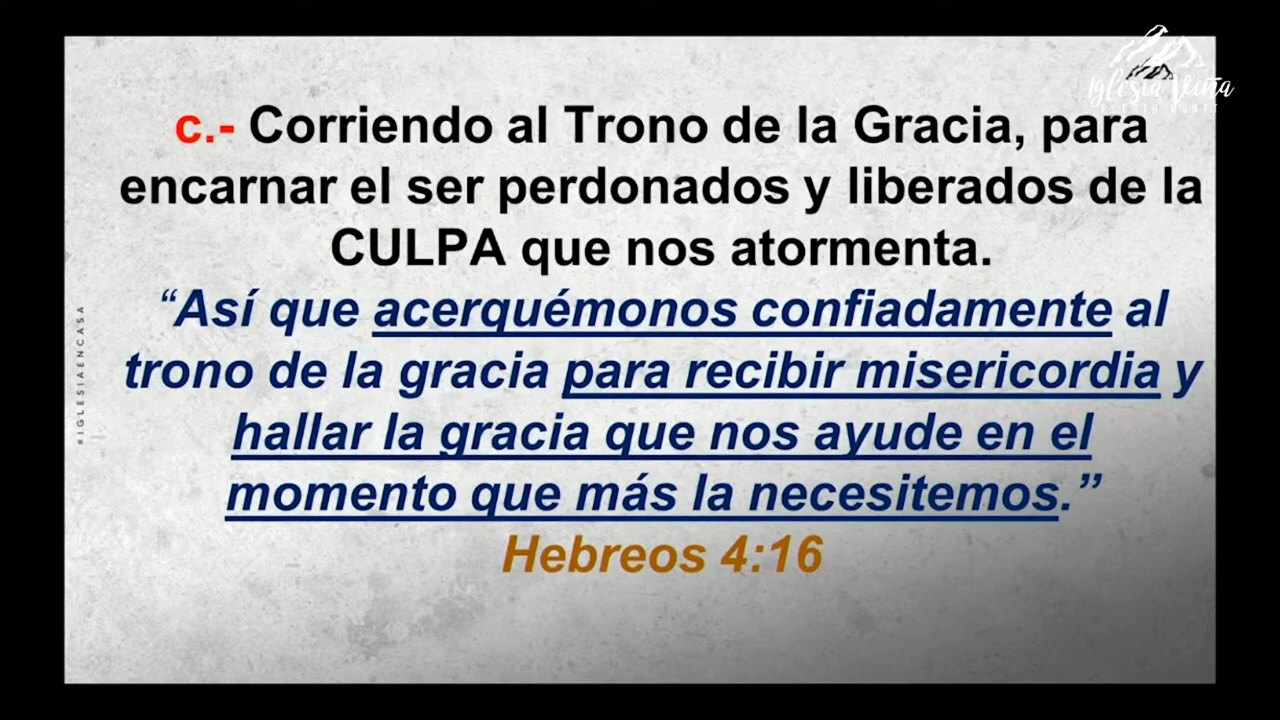 Iglesia Viña
c.- Corriendo al Trono de la Gracia, para
encarnar el ser perdonados y liberados de la
CULPA que nos atormenta.
“Así que acerquémonos confiadamente al
trono de la gracia para recibir misericordia y
hallar la gracia que nos ayude en el
momento que más la necesitemos.”
Hebreos 4:16
#IGLESIAENCASA